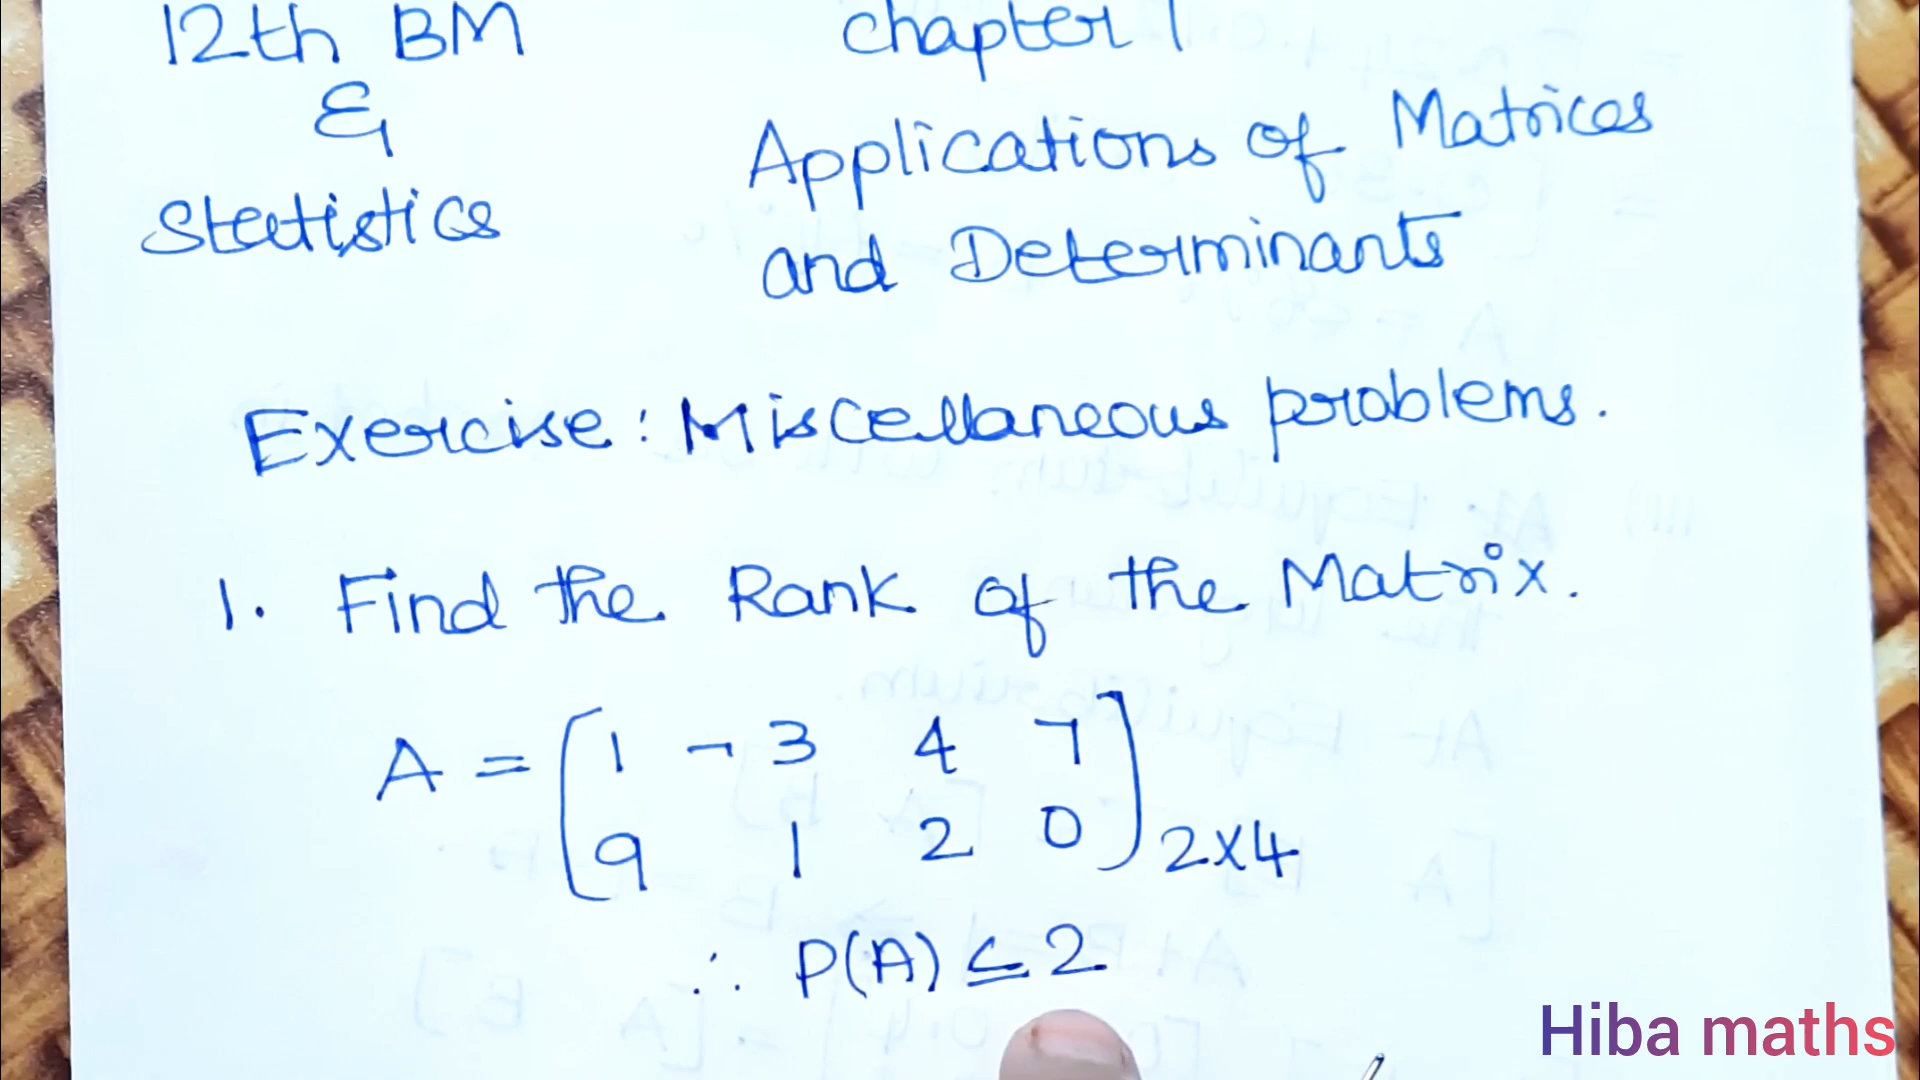 12th BM
&
Statistics
Chapter 1
Applications of Matrices
and Determinants
Exercise: Miscellaneous problems.
1. Find the Rank of the Matrix.
A = [1 -3 4 7
9 1 2 0] 2x4
∴ P(A) ≤ 2
Hiba maths